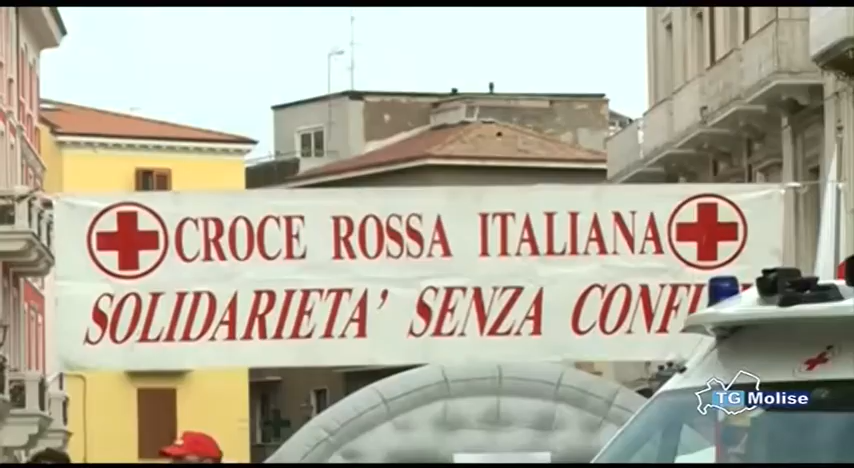 CROCE ROSSA ITALIANA
SOLIDARIETA' SENZA
TG Molise